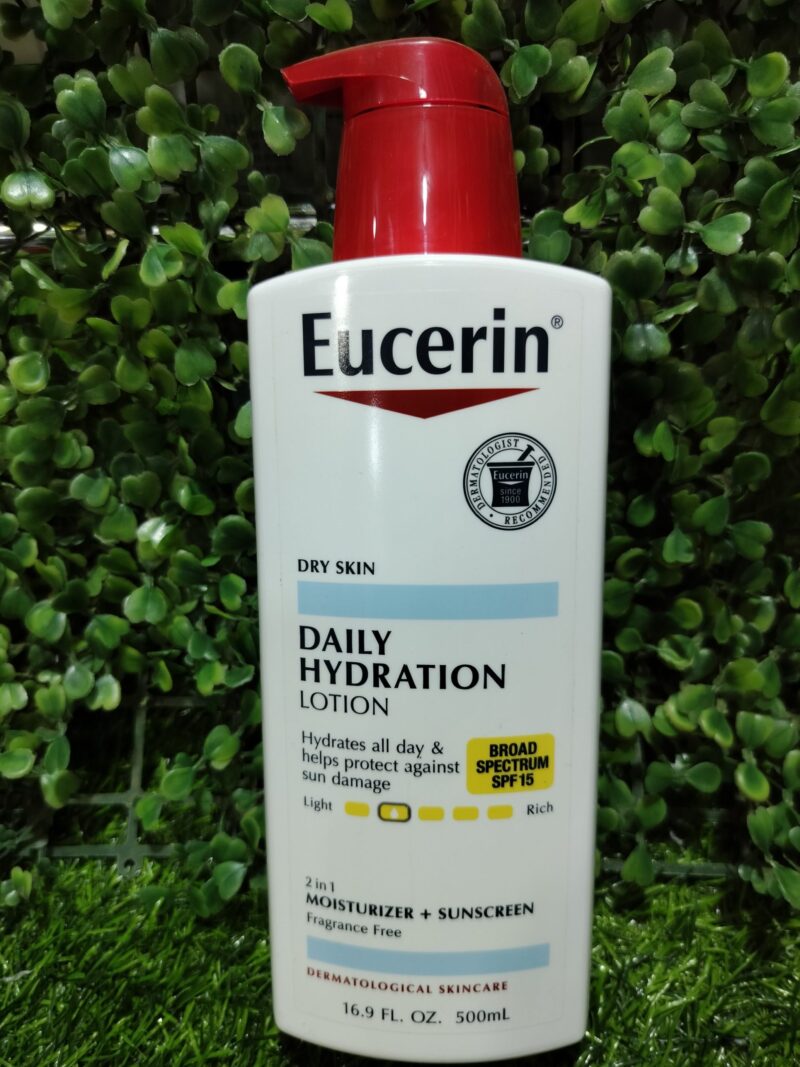 Eucerin®
DERMATOLOGIST RECOMMENDED
Eucerin
since
1900
DRY SKIN
DAILY
HYDRATION
LOTION
Hydrates all day &
helps protect against
sun damage
BROAD
SPECTRUM
SPF 15
Light
Rich
2 in 1
MOISTURIZER + SUNSCREEN
Fragrance Free
DERMATOLOGICAL SKINCARE
16.9 FL. OZ. 500mL